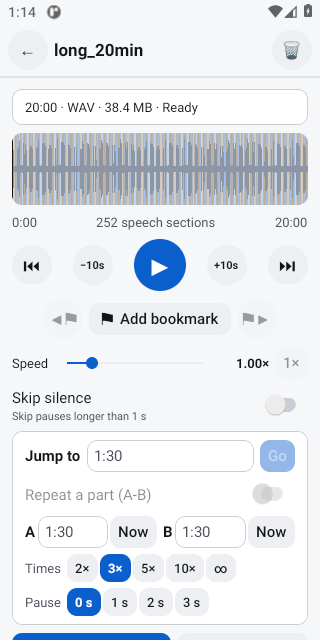 1:14
← long_20min
20:00 · WAV · 38.4 MB · Ready
0:00 252 speech sections 20:00
−10s +10s
Add bookmark
Speed 1.00× 1×
Skip silence
Skip pauses longer than 1 s
Jump to 1:30 Go
Repeat a part (A-B)
A 1:30 Now B 1:30 Now
Times 2× 3× 5× 10× ∞
Pause 0 s 1 s 2 s 3 s